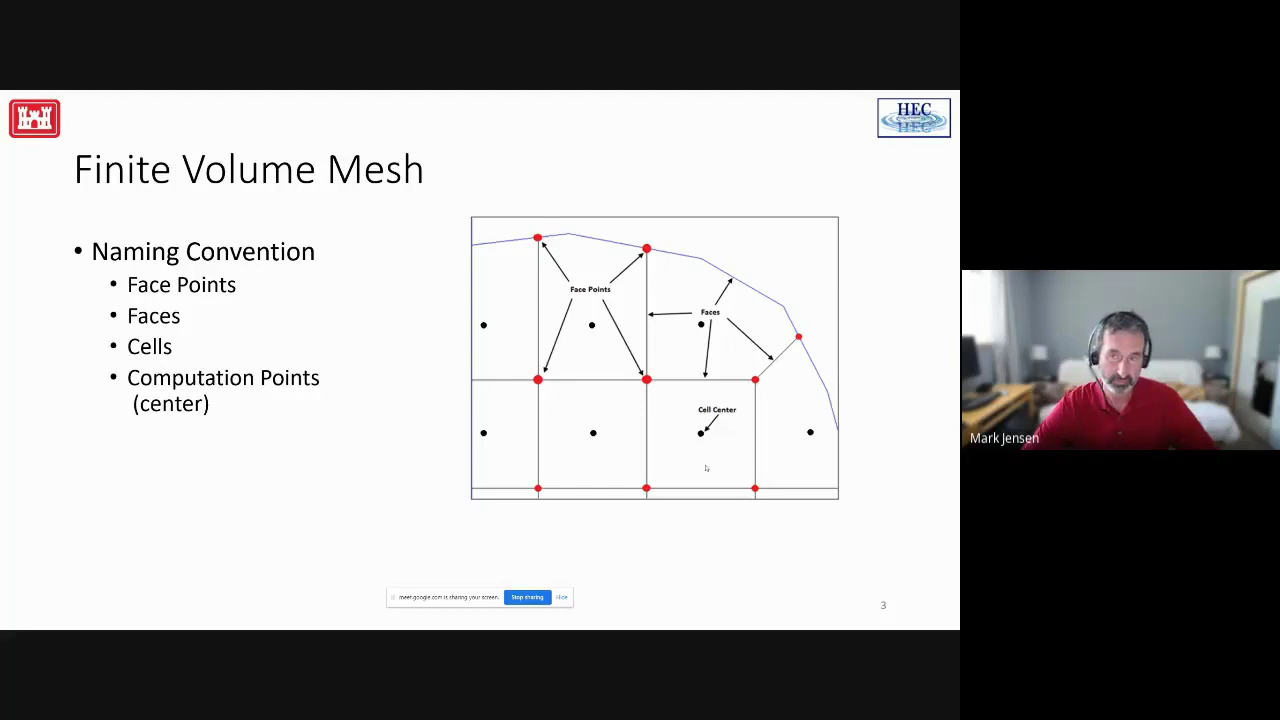 HEC
HEC
Finite Volume Mesh
• Naming Convention
• Face Points
• Faces
• Cells
• Computation Points
(center)
Face Points
Faces
Cell Center
meet.google.com is sharing your screen.
Stop sharing
Hide
3
Mark Jensen